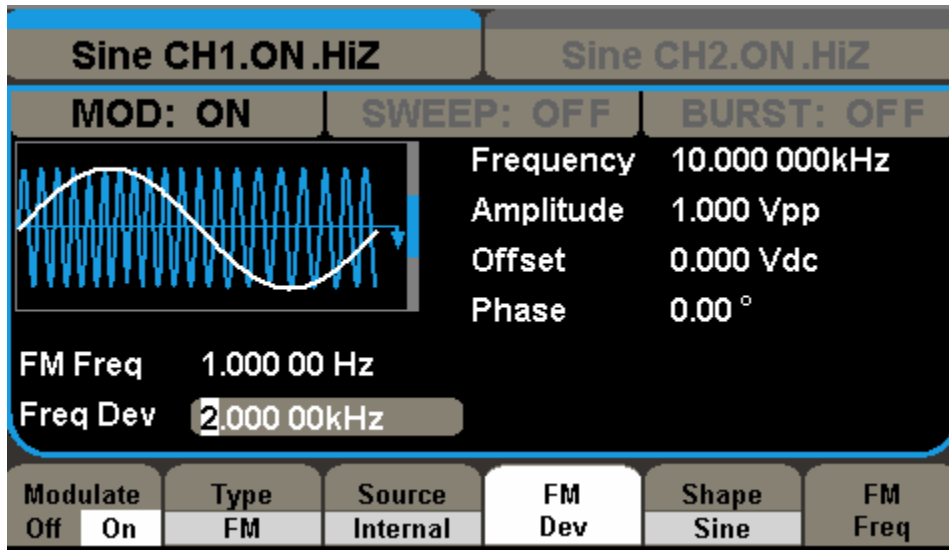 Sine CH1.ON.HiZ
Sine CH2.ON.HiZ
MOD: ON
SWEEP: OFF
BURST: OFF
Frequency 10.000 000kHz
Amplitude 1.000 Vpp
Offset 0.000 Vdc
Phase 0.00 °
FM Freq 1.000 00 Hz
Freq Dev 2.000 00kHz
Modulate
Off On
Type
FM
Source
Internal
FM
Dev
Shape
Sine
FM
Freq